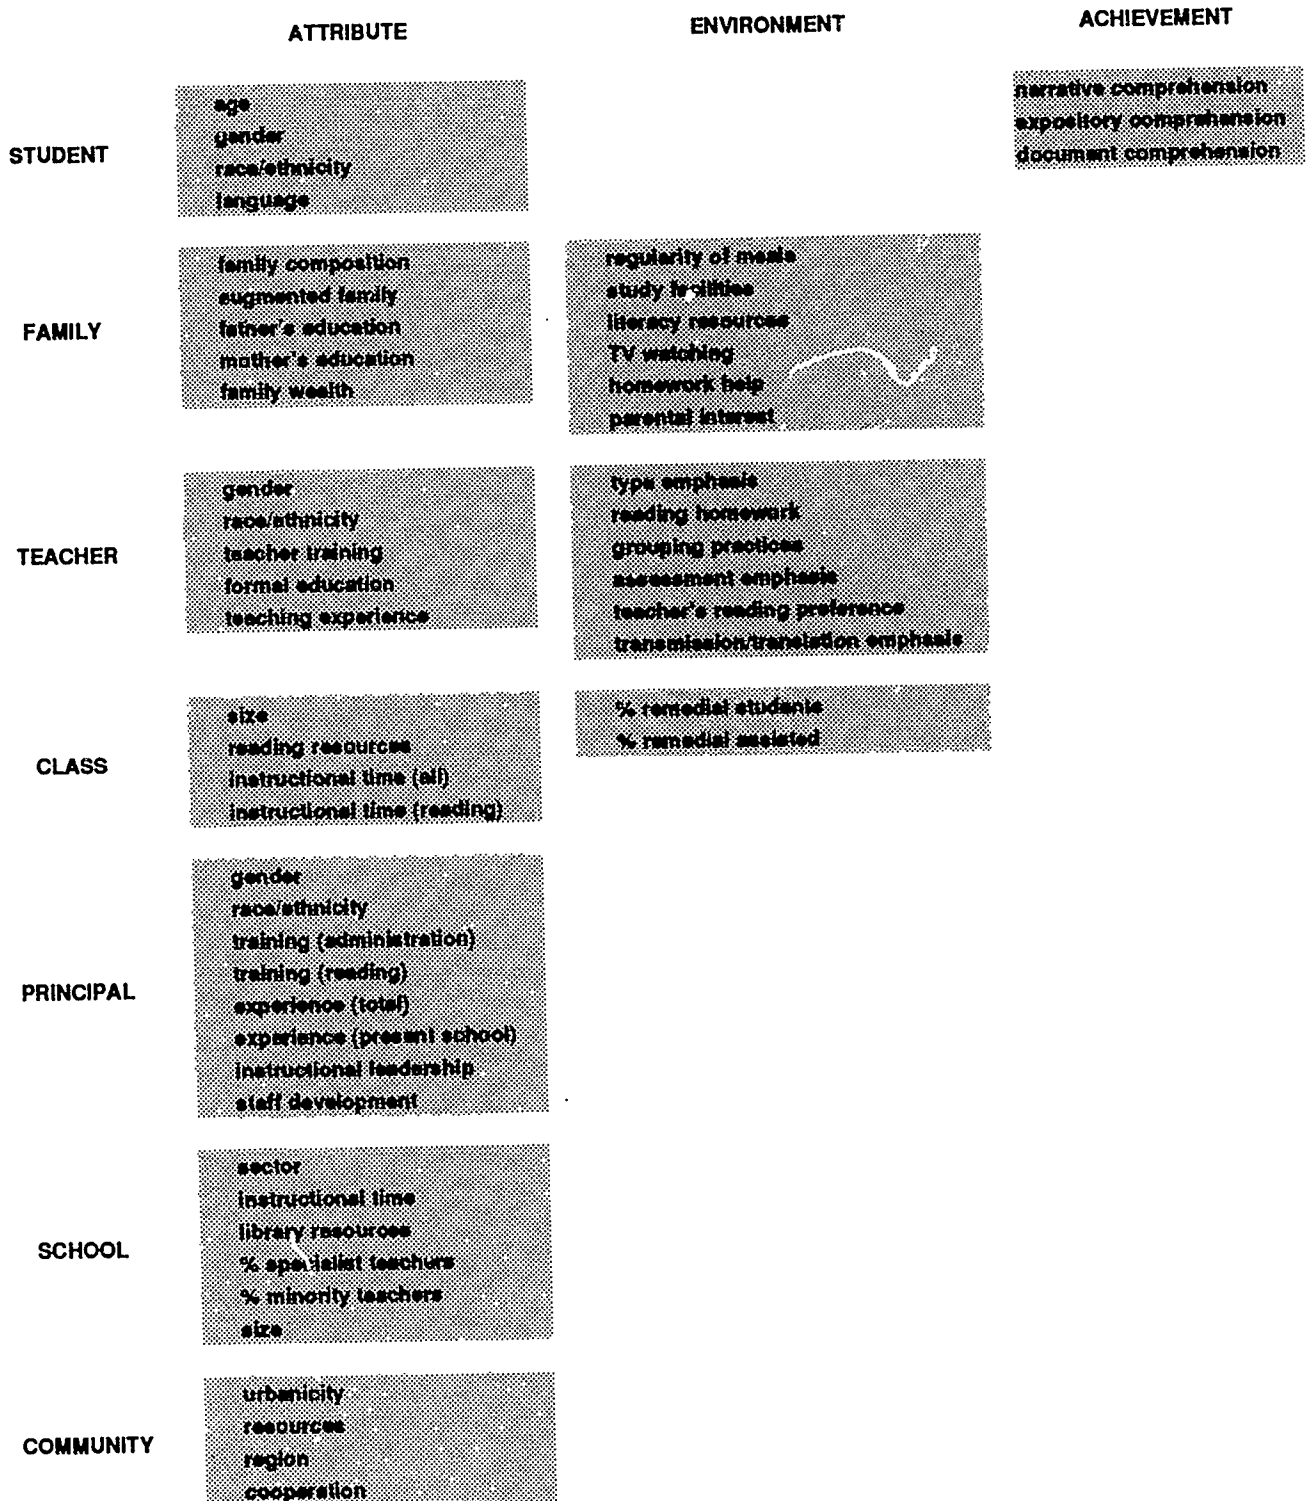 ATTRIBUTE
ENVIRONMENT
ACHIEVEMENT
STUDENT
age
gender
race/ethnicity
language
narrative comprehension
expository comprehension
document comprehension
FAMILY
family composition
augmented family
father's education
mother's education
family wealth
regularity of meals
study facilities
literacy resources
TV watching
homework help
parental interest
TEACHER
gender
race/ethnicity
teacher training
formal education
teaching experience
type emphasis
reading homework
grouping practices
assessment emphasis
teacher's reading preference
transmission/translation emphasis
CLASS
size
reading resources
instructional time (all)
instructional time (reading)
% remedial students
% remedial assisted
PRINCIPAL
gender
race/ethnicity
training (administration)
training (reading)
experience (total)
experience (present school)
instructional leadership
staff development
SCHOOL
sector
instructional time
library resources
% specialist teachers
% minority teachers
size
COMMUNITY
urbanicity
resources
region
cooperation